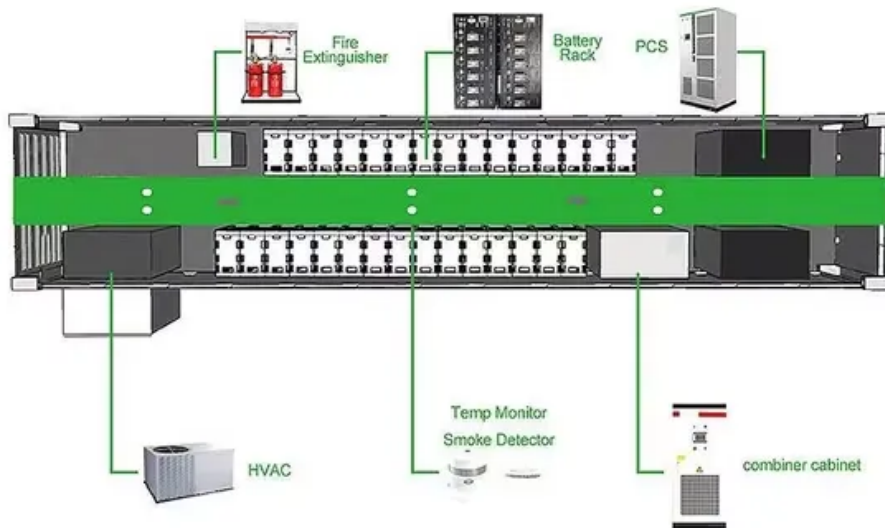 Fire
Extinguisher
Battery
Rack
PCS
HVAC
Temp Monitor
Smoke Detector
combiner cabinet